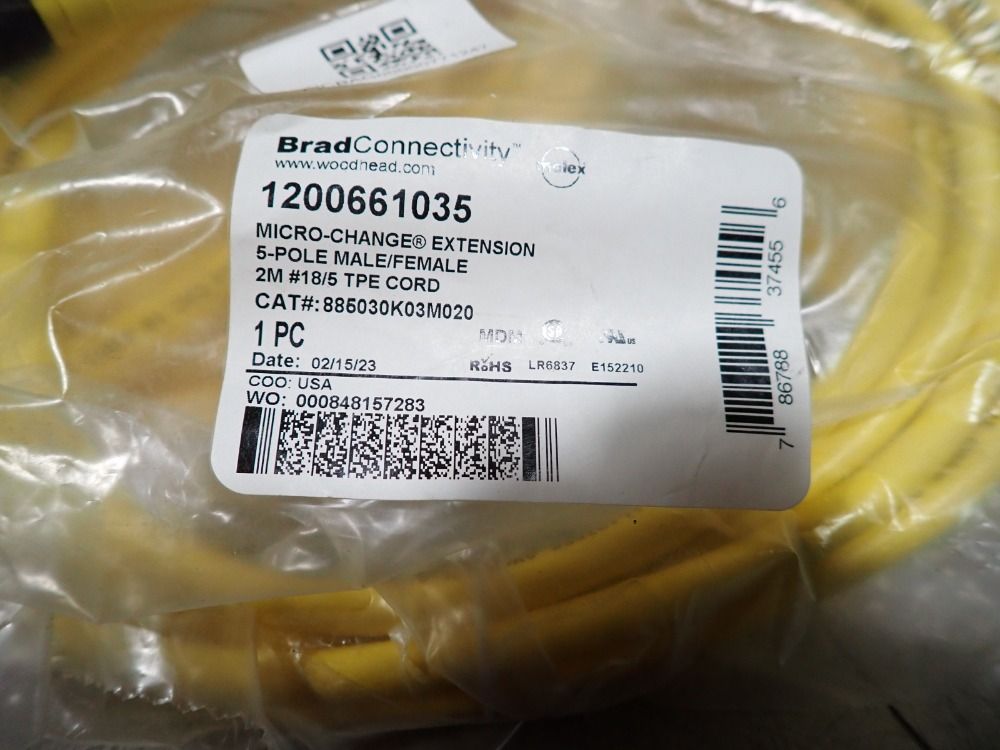 BradConnectivity™
www.woodhead.com
molex
1200661035
MICRO-CHANGE® EXTENSION
5-POLE MALE/FEMALE
2M #18/5 TPE CORD
CAT#:885030K03M020
1 PC
Date: 02/15/23
RoHS LR6837 E152210
COO: USA
WO: 000848157283
7 86788 37455 6